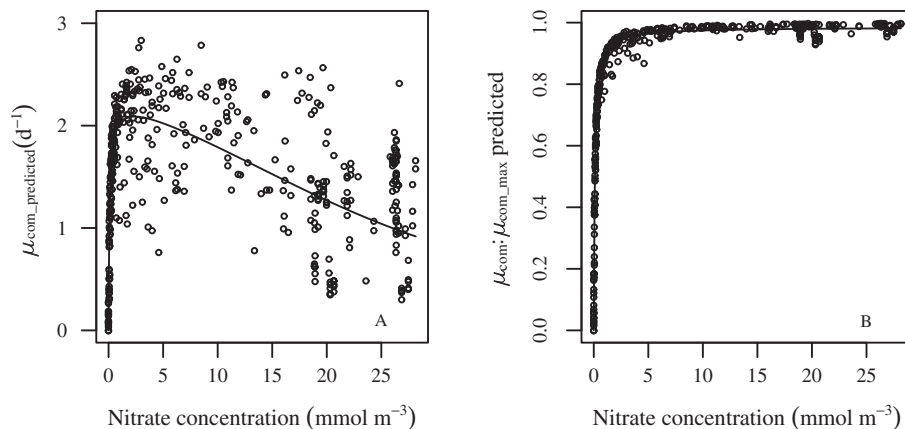 μcom_predicted(d⁻¹)
3
2
1
0
A
0 5 10 15 20 25
Nitrate concentration (mmol m⁻³)
μcom:μcom_max predicted
1.0
0.8
0.6
0.4
0.2
0.0
B
0 5 10 15 20 25
Nitrate concentration (mmol m⁻³)